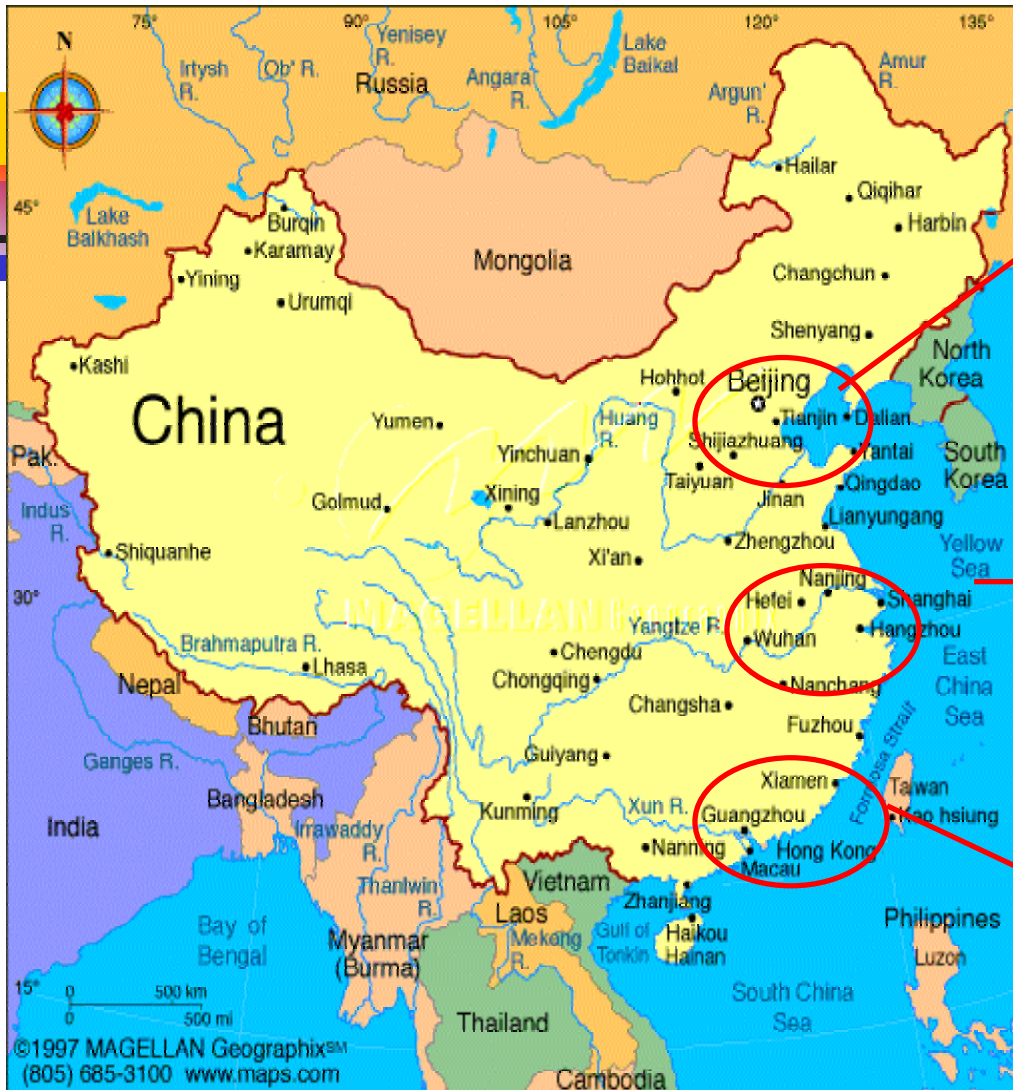 75°
90°
105°
120°
135°
N
Irtysh
R.
Ob' R.
Yenisey
R.
Russia
Angara
R.
Lake
Baikal
Argun'
R.
Amur
R.
45°
Lake
Balkhash
Burqin
Karamay
Yining
Urumqi
Kashi
Mongolia
Hailar
Qiqihar
Harbin
Changchun
Shenyang
North
Korea
South
Korea
China
Yumen
Hohhot
Beijing
Tianjin
Dalian
Huang
R.
Shijiazhuang
Yantai
Yinchuan
Taiyuan
Jinan
Qingdao
Pak.
Indus
R.
Golmud
Xining
Lanzhou
Lianyungang
Shiquanhe
Xi'an
Zhengzhou
Yellow
Sea
30°
MAGELLAN Geographix
Nanjing
Hefei
Shanghai
Hangzhou
Yangtze R.
Wuhan
Brahmaputra R.
Lhasa
Chengdu
Chongqing
Nanchang
East
China
Sea
Nepal
Bhutan
Changsha
Fuzhou
Ganges R.
Guiyang
Formosa Strait
Xiamen
Taiwan
Bangladesh
Kunming
Xun R.
Guangzhou
Kao hsiung
India
Irrawaddy
R.
Nanning
Hong Kong
Macau
Thanlwin
R.
Vietnam
Laos
Zhanjiang
Philippines
Bay of
Bengal
Myanmar
(Burma)
Mekong
R.
Gulf of
Tonkin
Haikou
Hainan
Luzon
15°
0 500 km
0 500 mi
South China
Sea
Thailand
Cambodia
©1997 MAGELLAN Geographix℠
(805) 685-3100 www.maps.com